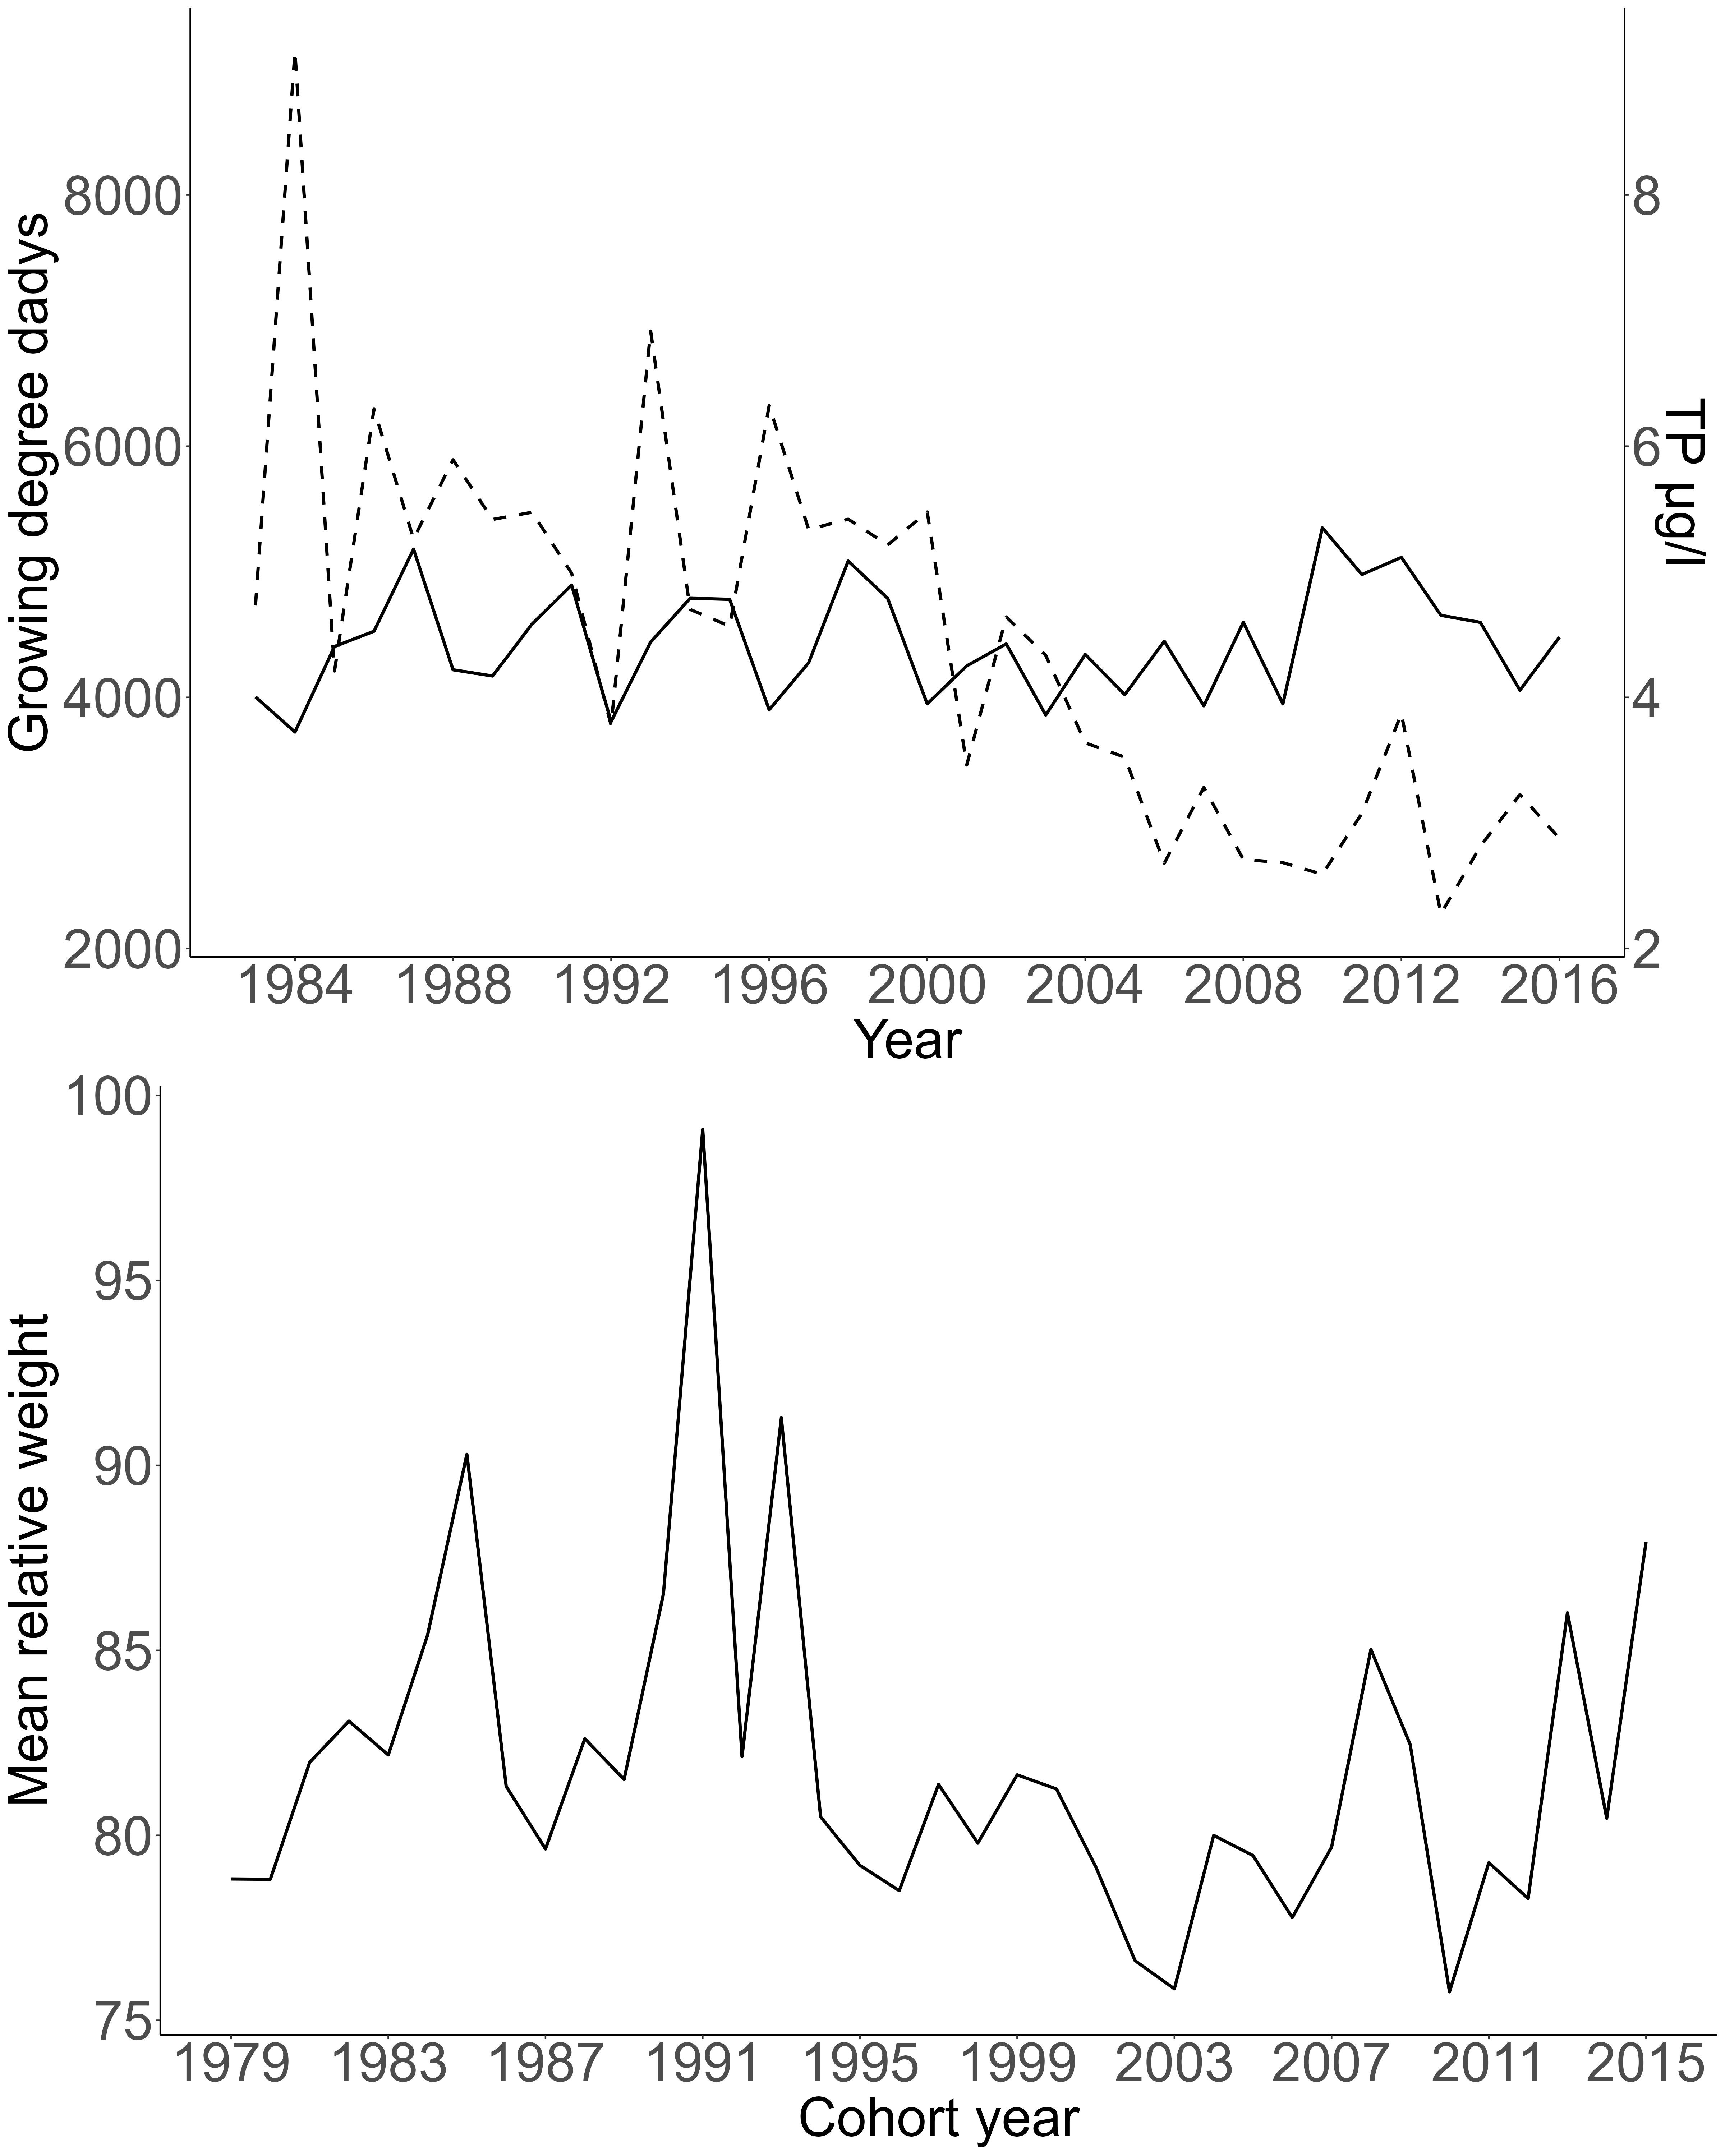 Growing degree dadys
8000
6000
4000
2000
8
6
4
2
TP µg/l
1984 1988 1992 1996 2000 2004 2008 2012 2016
Year
Mean relative weight
100
95
90
85
80
75
1979 1983 1987 1991 1995 1999 2003 2007 2011 2015
Cohort year